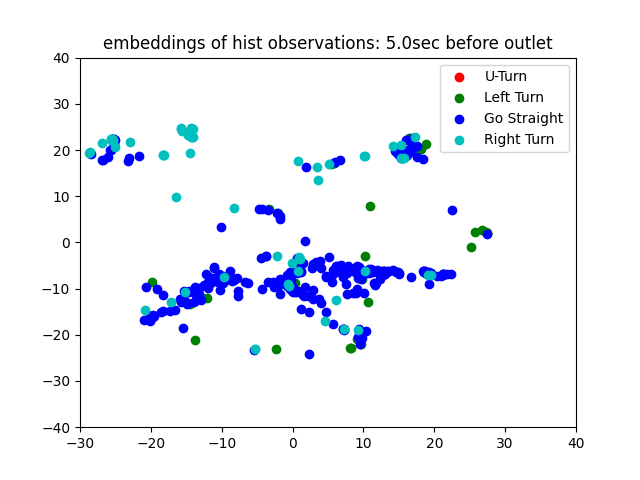 embeddings of hist observations: 5.0sec before outlet
U-Turn
Left Turn
Go Straight
Right Turn
40
30
20
10
0
−10
−20
−30
−40
−30 −20 −10 0 10 20 30 40